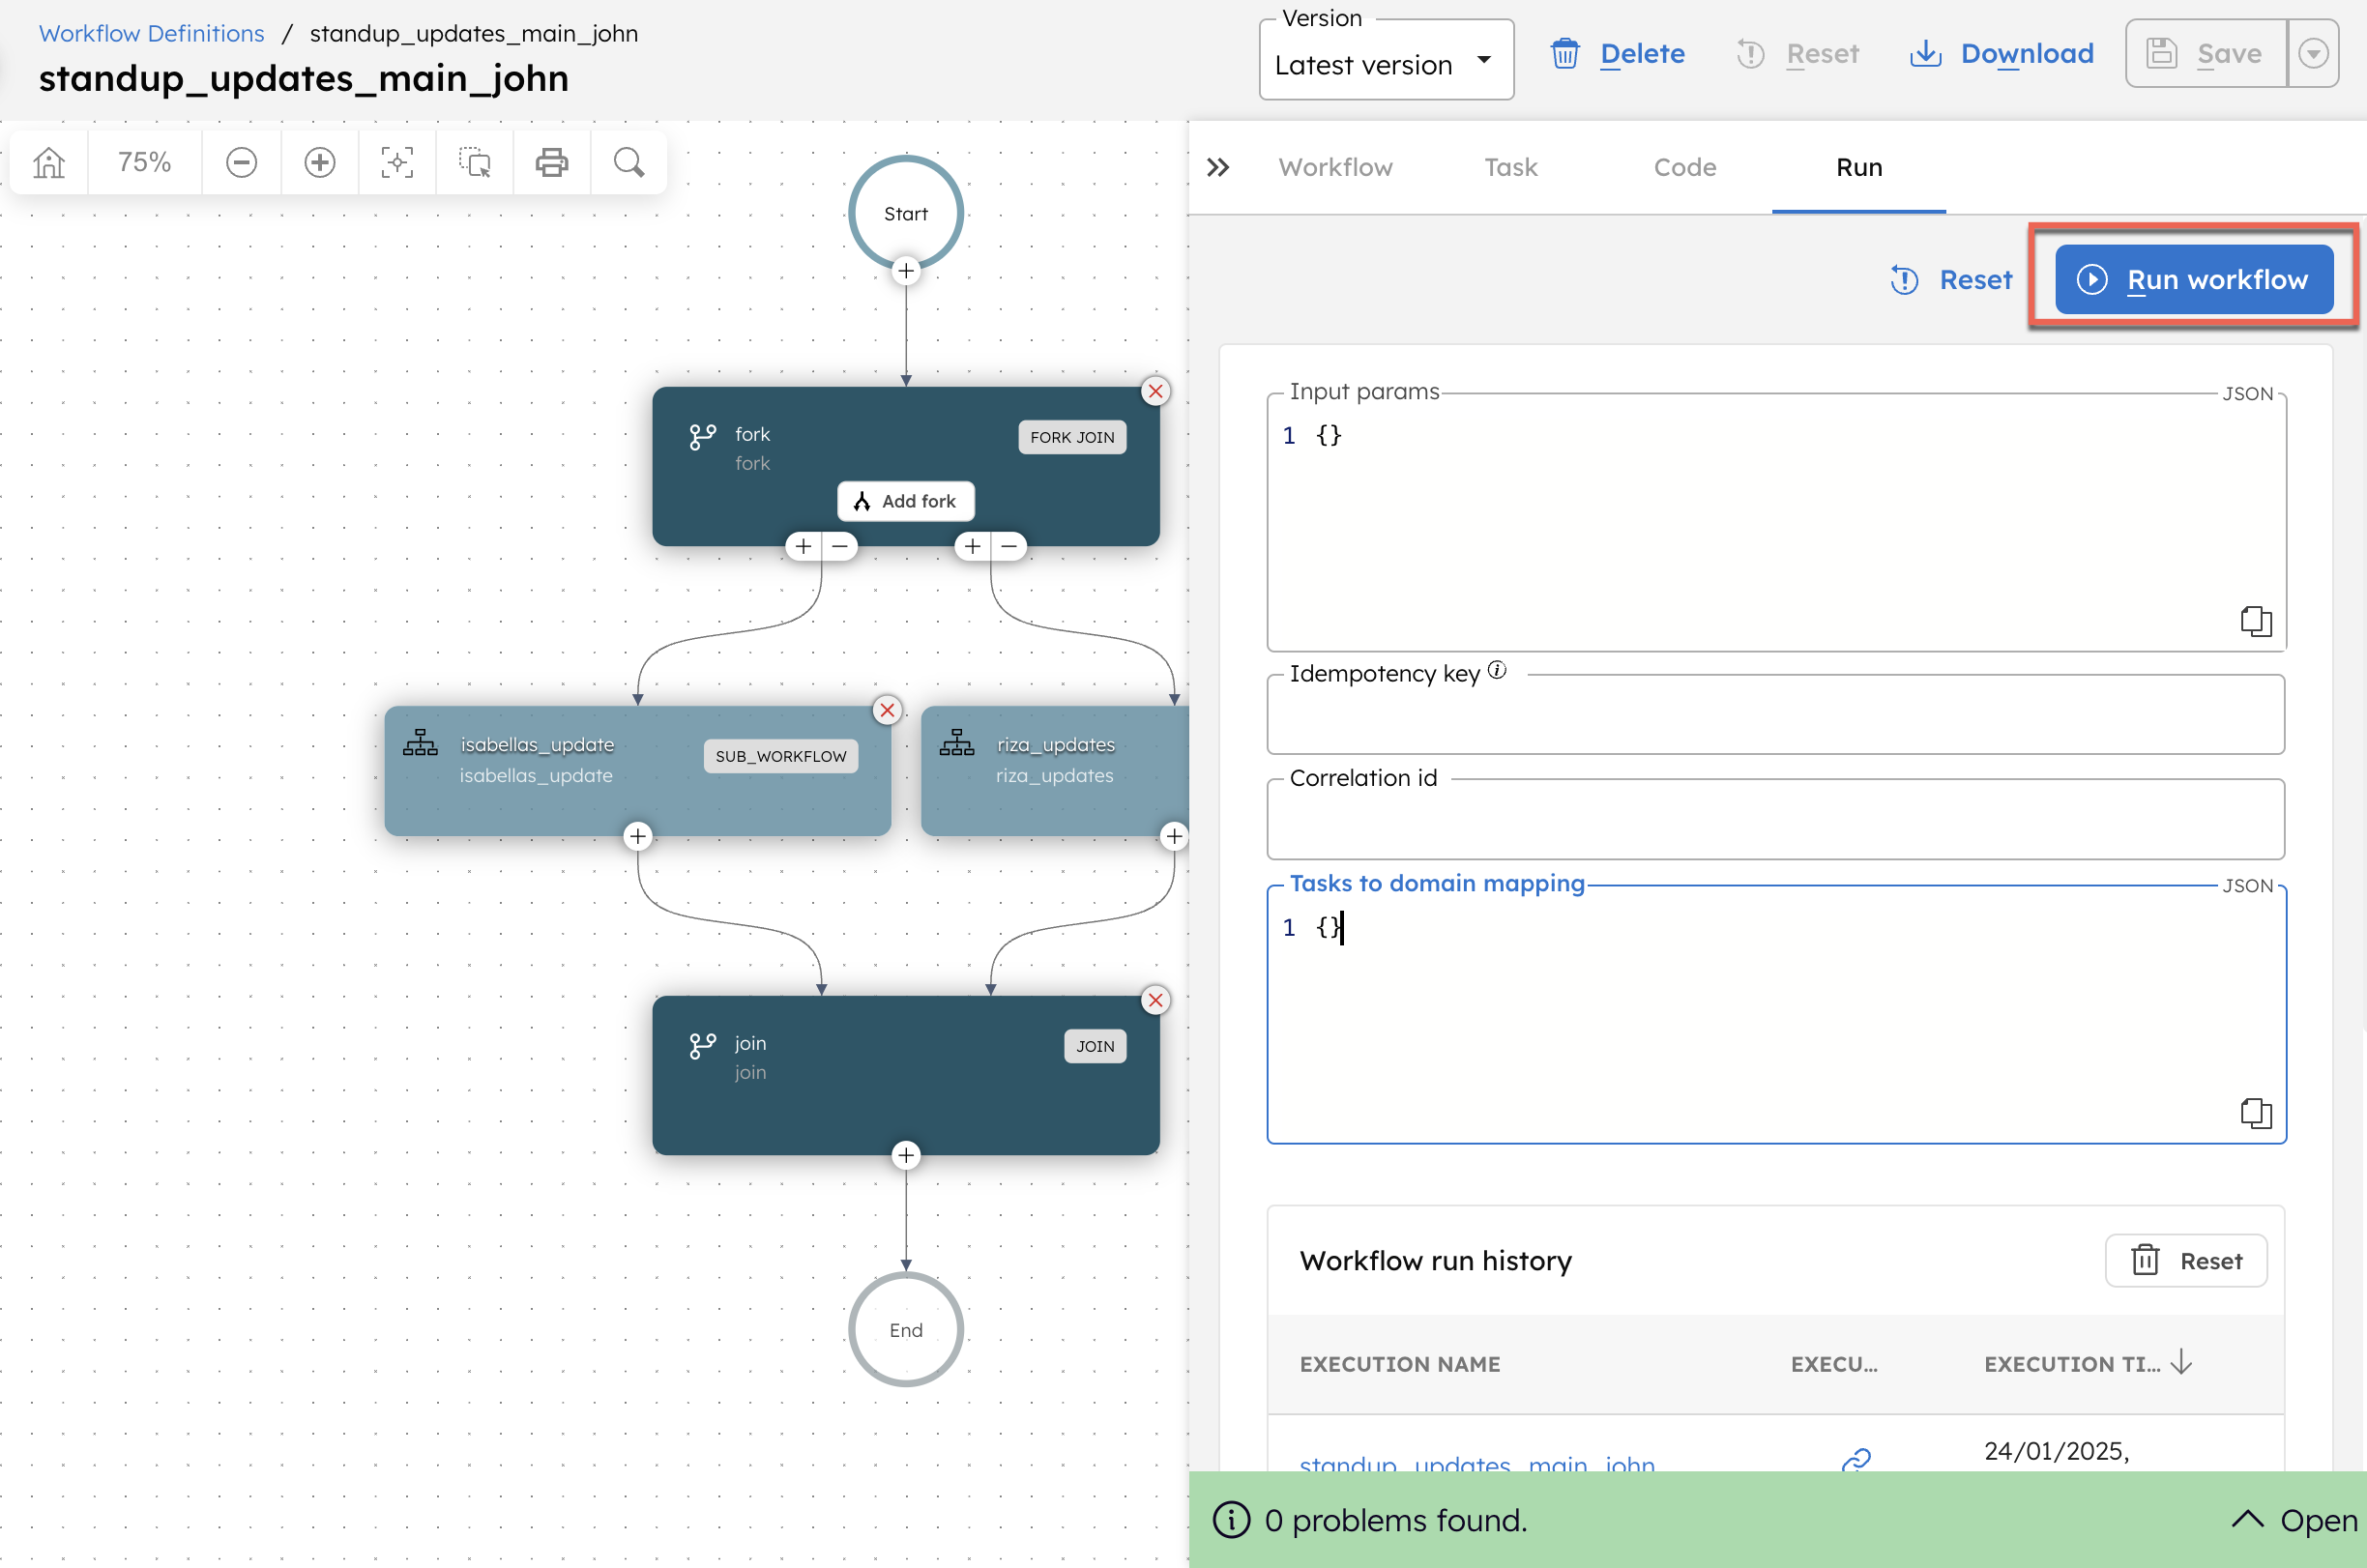 Workflow Definitions / standup_updates_main_john
standup_updates_main_john
Version
Latest version
Delete
Reset
Download
Save
75%
Workflow
Task
Code
Run
Reset
Run workflow
Start
fork
fork
FORK JOIN
Add fork
isabellas_update
isabellas_update
SUB_WORKFLOW
riza_updates
riza_updates
join
join
JOIN
End
Input params
JSON
1 {}
Idempotency key
Correlation id
Tasks to domain mapping
JSON
1 {}
Workflow run history
Reset
EXECUTION NAME
EXECU...
EXECUTION TI...
standup_updates_main_john
24/01/2025,
0 problems found.
Open